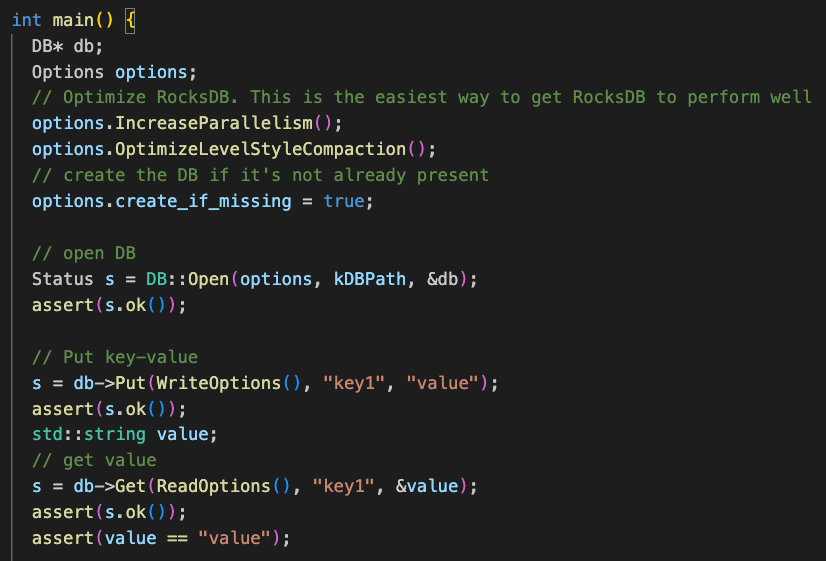 int main() {
DB* db;
Options options;
// Optimize RocksDB. This is the easiest way to get RocksDB to perform well
options.IncreaseParallelism();
options.OptimizeLevelStyleCompaction();
// create the DB if it's not already present
options.create_if_missing = true;
// open DB
Status s = DB::Open(options, kDBPath, &db);
assert(s.ok());
// Put key-value
s = db->Put(WriteOptions(), "key1", "value");
assert(s.ok());
std::string value;
// get value
s = db->Get(ReadOptions(), "key1", &value);
assert(s.ok());
assert(value == "value");